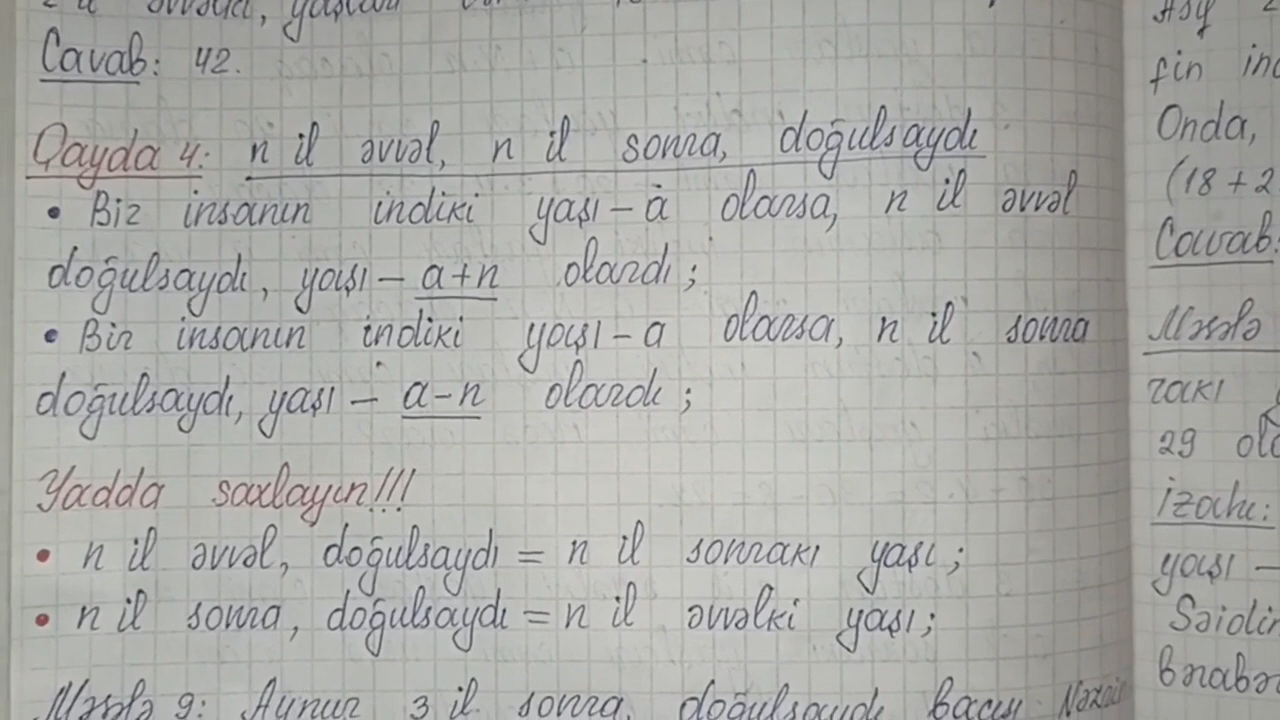 Cavab: 42.
Qayda 4: n il əvvəl, n il sonra, doğulsaydı
• Bir insanın indiki yaşı – a olarsa, n il əvvəl
doğulsaydı, yaşı – a+n olardı;
• Bir insanın indiki yaşı – a olarsa, n il sonra
doğulsaydı, yaşı – a-n olardı;
Yadda saxlayın!!!
• n il əvvəl, doğulsaydı = n il sonrakı yaşı;
• n il sonra, doğulsaydı = n il əvvəlki yaşı;
Məsələ 9: Aynur 3 il sonra, doğulsaydı bacısı
fin
Onda,
(18 + 2
Cavab:
Məsələ
rakı
29
izahı:
yaşı –